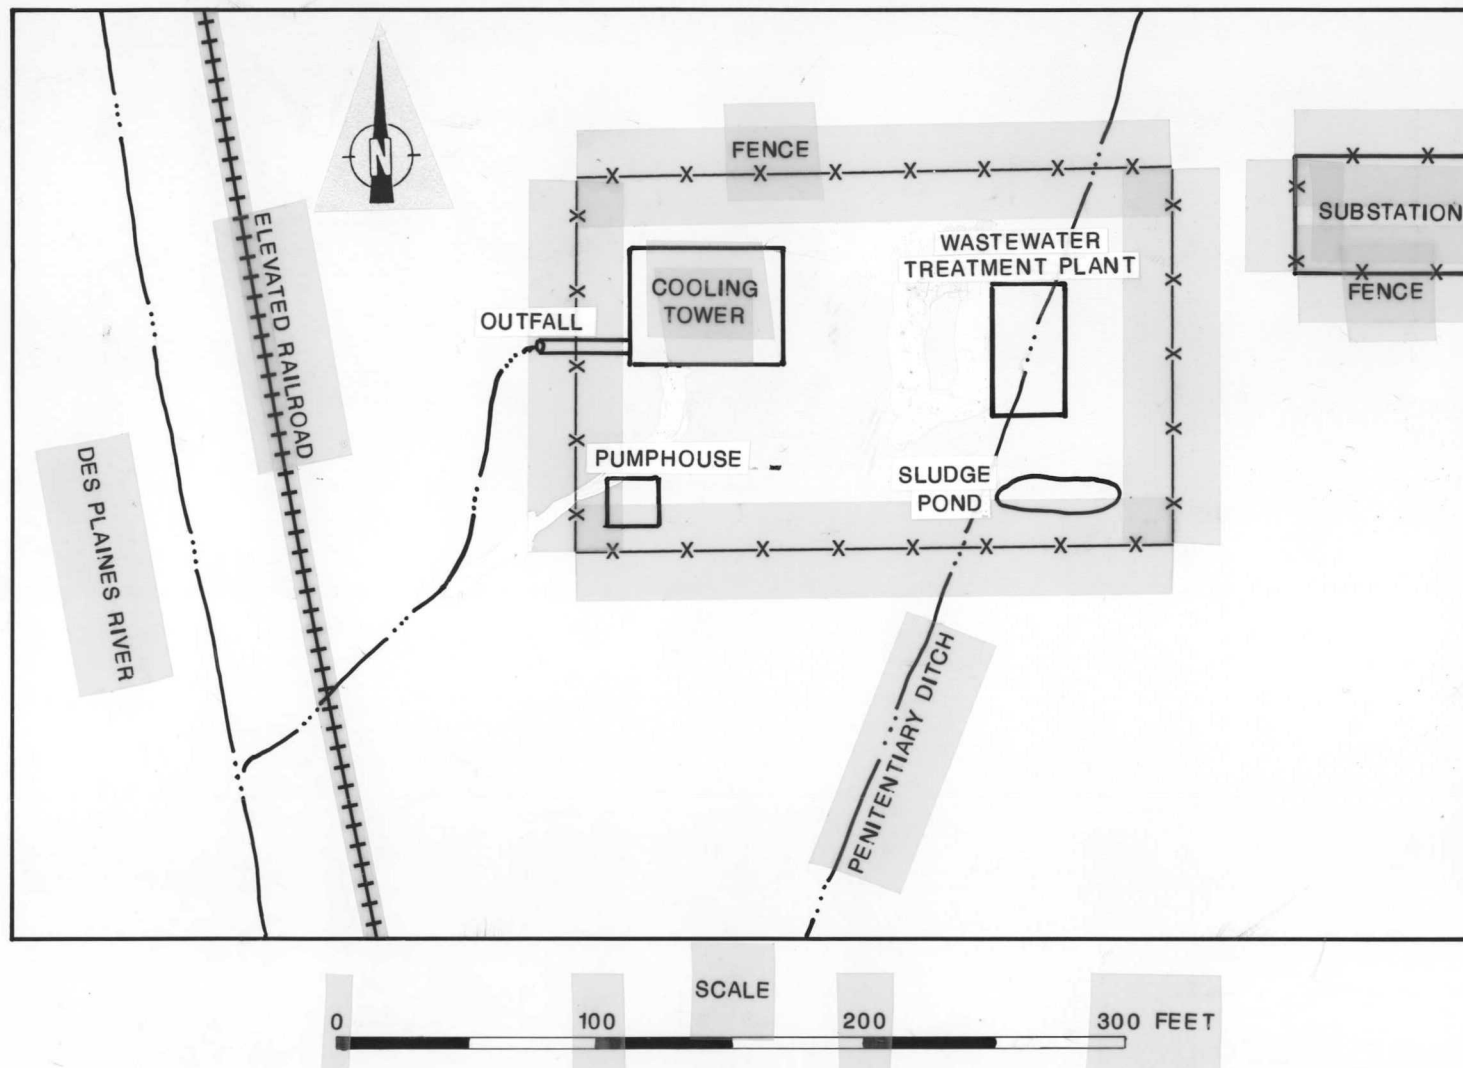 N
FENCE
ELEVATED RAILROAD
WASTEWATER
TREATMENT PLANT
SUBSTATION
FENCE
COOLING
TOWER
OUTFALL
DES PLAINES RIVER
PUMPHOUSE
SLUDGE
POND
PENITENTIARY DITCH
SCALE
0 100 200 300 FEET